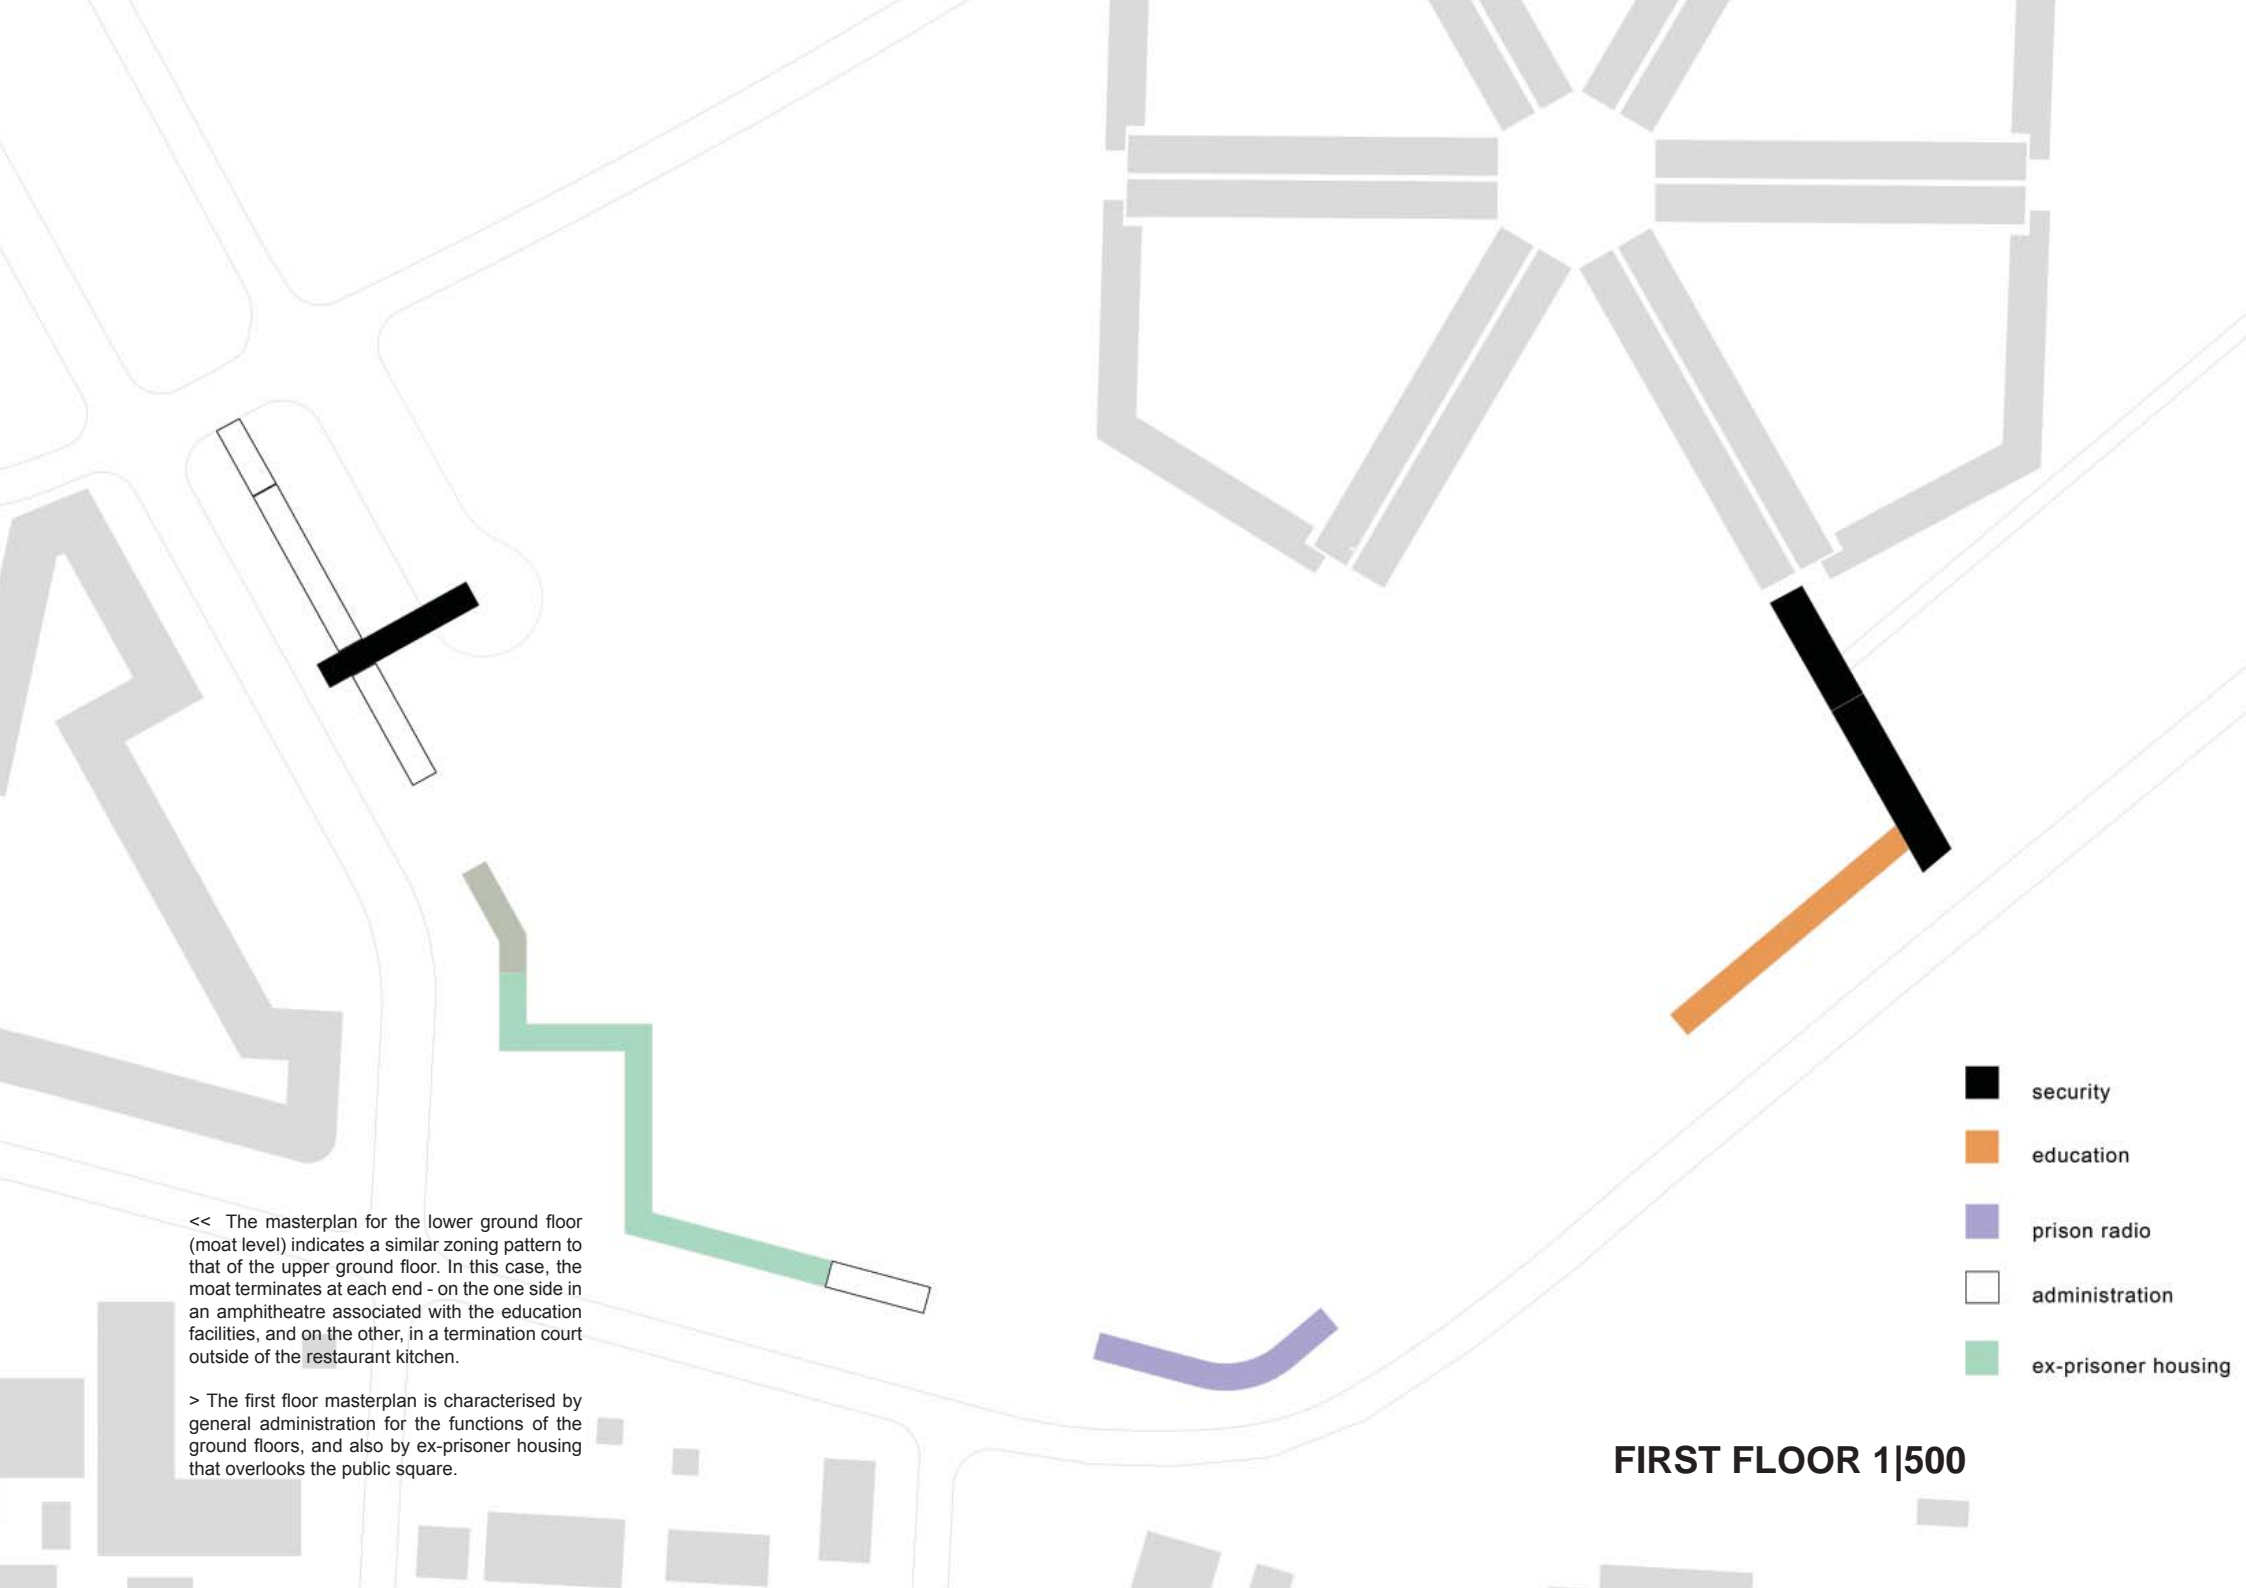 << The masterplan for the lower ground floor
(moat level) indicates a similar zoning pattern to
that of the upper ground floor. In this case, the
moat terminates at each end - on the one side in
an amphitheatre associated with the education
facilities, and on the other, in a termination court
outside of the restaurant kitchen.
> The first floor masterplan is characterised by
general administration for the functions of the
ground floors, and also by ex-prisoner housing
that overlooks the public square.
security
education
prison radio
administration
ex-prisoner housing
FIRST FLOOR 1|500